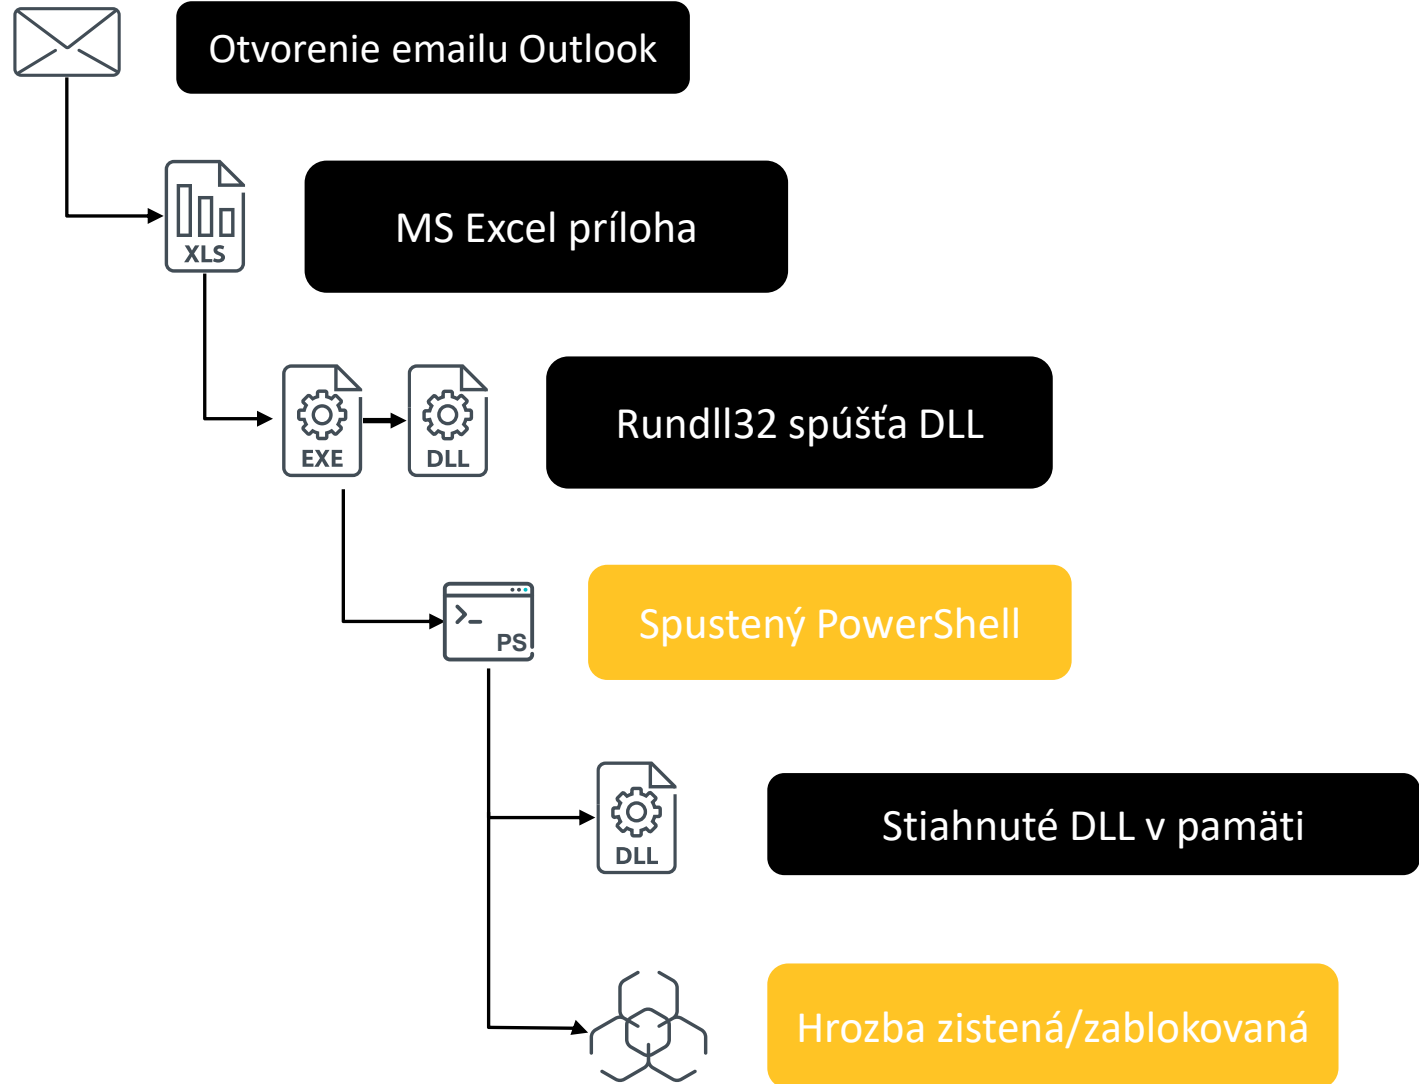 Otvorenie emailu Outlook
XLS
MS Excel príloha
EXE
DLL
Rundll32 spúšťa DLL
>_
PS
Spustený PowerShell
DLL
Stiahnuté DLL v pamäti
Hrozba zistená/zablokovaná